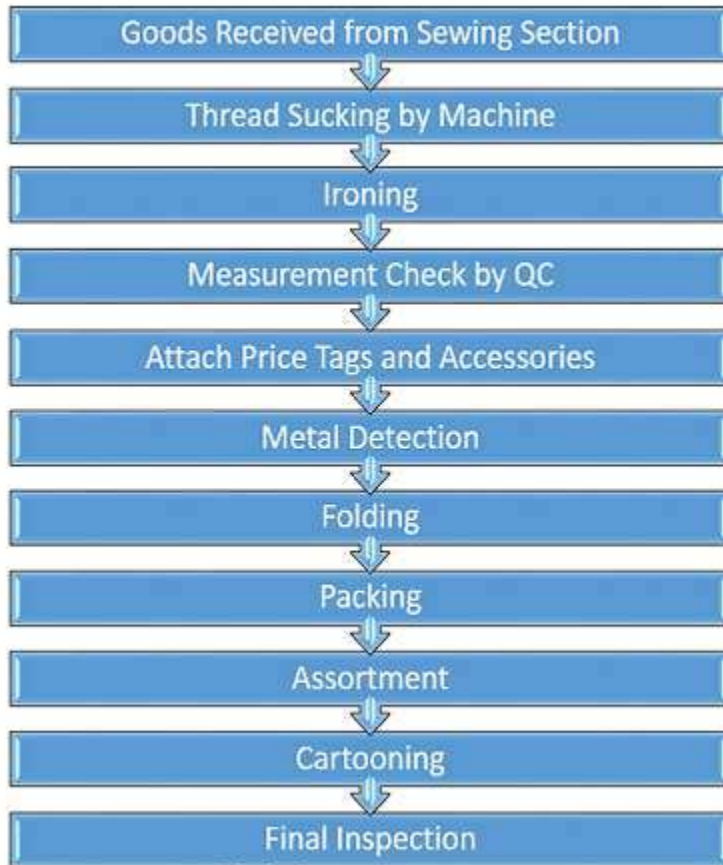 Goods Received from Sewing Section
Thread Sucking by Machine
Ironing
Measurement Check by QC
Attach Price Tags and Accessories
Metal Detection
Folding
Packing
Assortment
Cartooning
Final Inspection